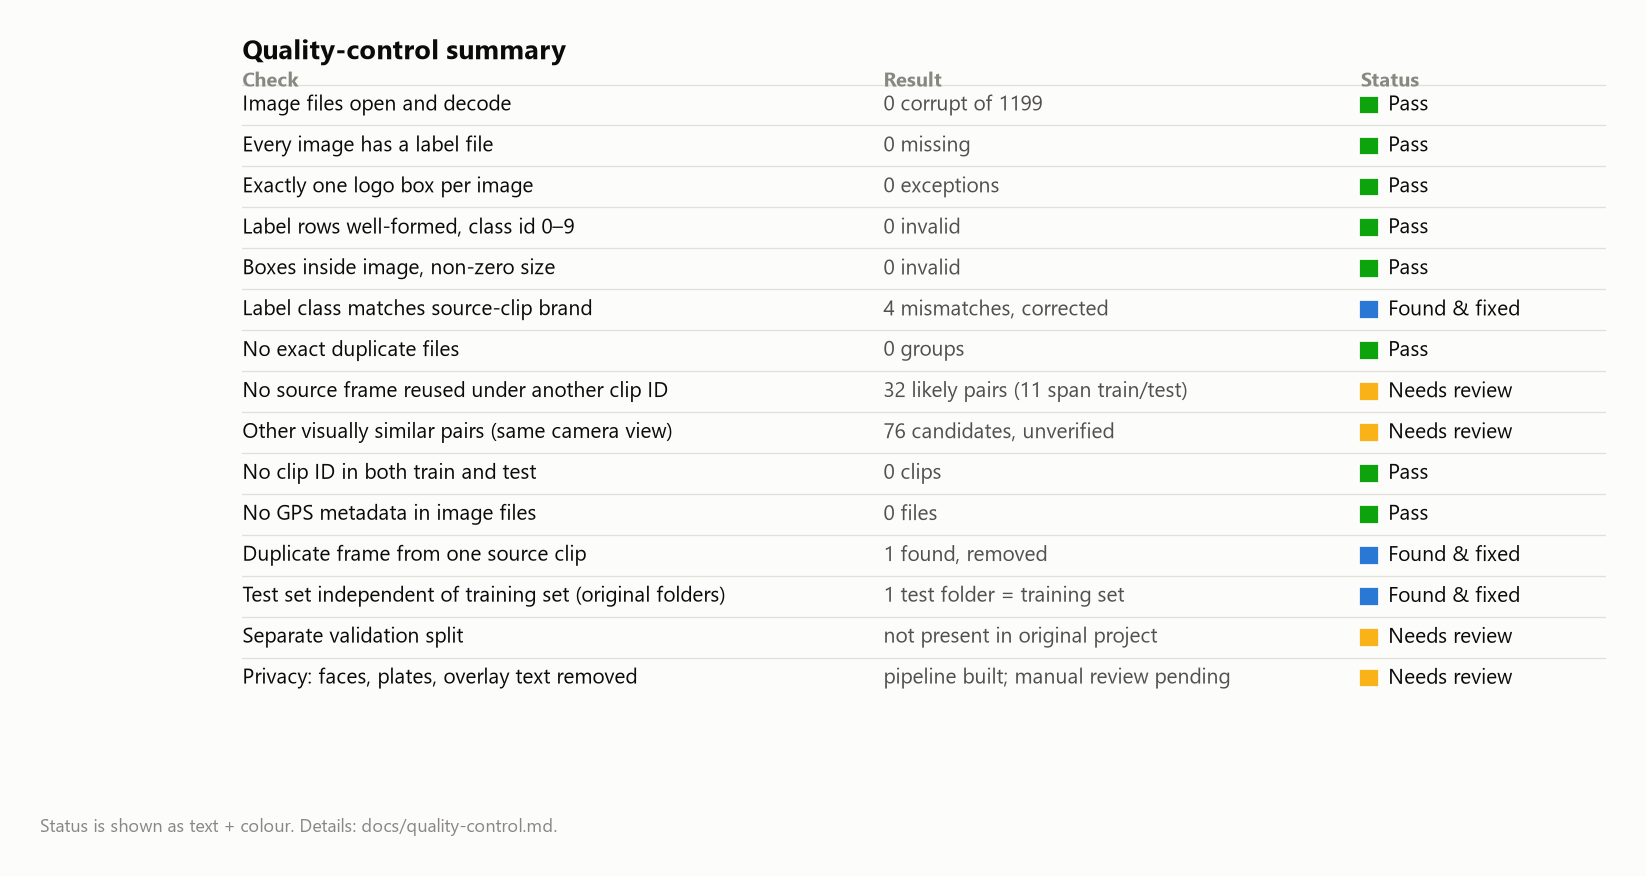 Quality-control summary
Check Result Status
Image files open and decode 0 corrupt of 1199 Pass
Every image has a label file 0 missing Pass
Exactly one logo box per image 0 exceptions Pass
Label rows well-formed, class id 0–9 0 invalid Pass
Boxes inside image, non-zero size 0 invalid Pass
Label class matches source-clip brand 4 mismatches, corrected Found & fixed
No exact duplicate files 0 groups Pass
No source frame reused under another clip ID 32 likely pairs (11 span train/test) Needs review
Other visually similar pairs (same camera view) 76 candidates, unverified Needs review
No clip ID in both train and test 0 clips Pass
No GPS metadata in image files 0 files Pass
Duplicate frame from one source clip 1 found, removed Found & fixed
Test set independent of training set (original folders) 1 test folder = training set Found & fixed
Separate validation split not present in original project Needs review
Privacy: faces, plates, overlay text removed pipeline built; manual review pending Needs review
Status is shown as text + colour. Details: docs/quality-control.md.